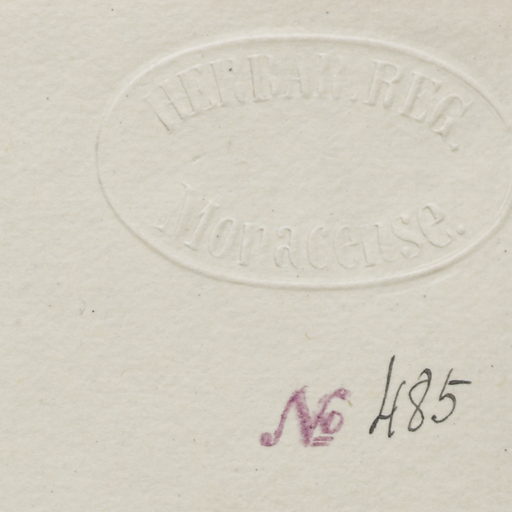 HERBAR. REG.
Monacense.
No 485